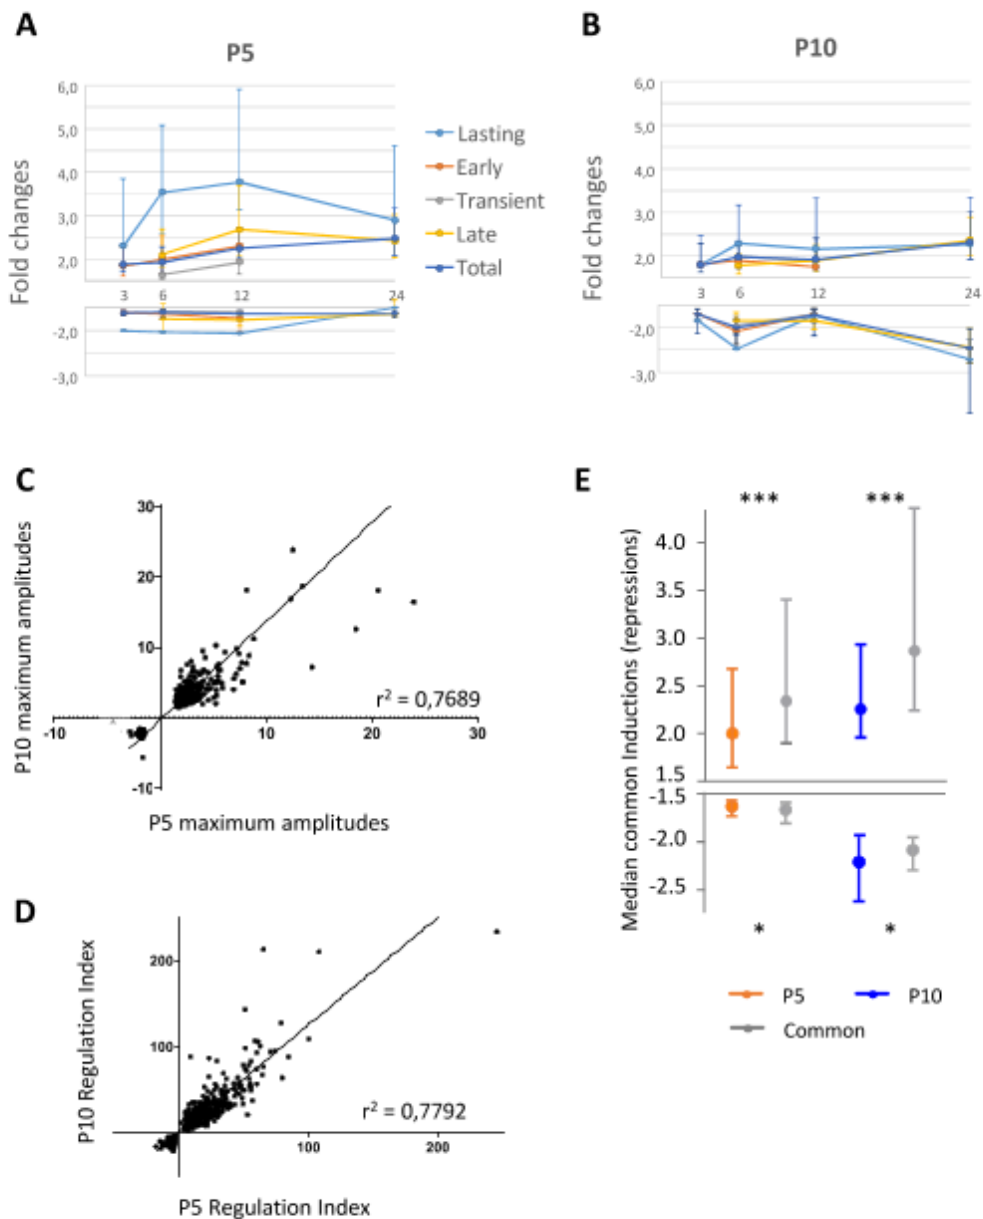 A
P5
6,0
5,0
4,0
3,0
2,0
Fold changes
3 6 12 24
-2,0
-3,0
Lasting
Early
Transient
Late
Total
B
P10
6,0
5,0
4,0
3,0
2,0
Fold changes
3 6 12 24
-2,0
-3,0
C
30
20
10
-10 10 20 30
-10
P10 maximum amplitudes
r² = 0,7689
P5 maximum amplitudes
D
200
100
100 200
P10 Regulation Index
r² = 0,7792
P5 Regulation Index
E
*** ***
4.0
3.5
3.0
2.5
2.0
1.5
-1.5
-2.0
-2.5
Median common Inductions (repressions)
* *
P5 P10
Common